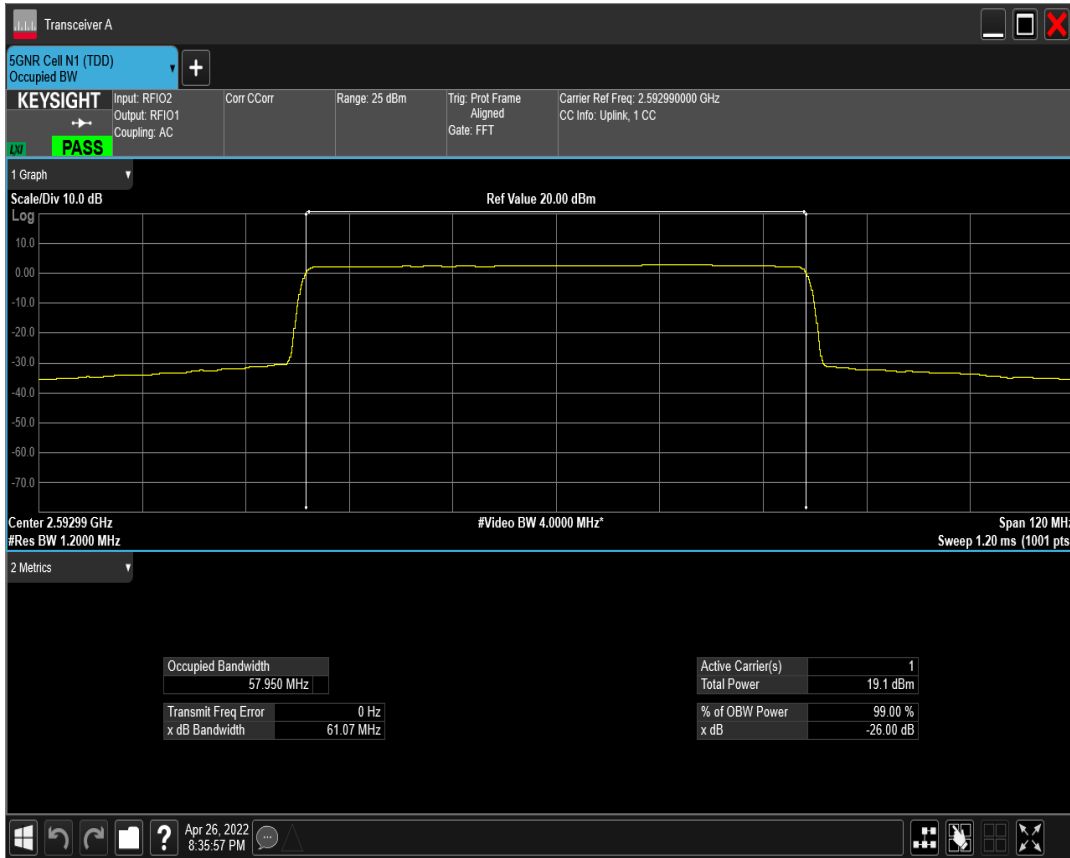 Transceiver A
5GNR Cell N1 (TDD)
Occupied BW
+
KEYSIGHT
LXI
PASS
Input: RFIO2
Output: RFIO1
Coupling: AC
Corr CCorr
Range: 25 dBm
Trig: Prot Frame
Aligned
Gate: FFT
Carrier Ref Freq: 2.592990000 GHz
CC Info: Uplink, 1 CC
1 Graph
Scale/Div 10.0 dB
Ref Value 20.00 dBm
Log
10.0
0.00
-10.0
-20.0
-30.0
-40.0
-50.0
-60.0
-70.0
Center 2.59299 GHz
#Video BW 4.0000 MHz*
Span 120 MHz
#Res BW 1.2000 MHz
Sweep 1.20 ms (1001 pts
2 Metrics
Occupied Bandwidth
57.950 MHz
Transmit Freq Error 0 Hz
x dB Bandwidth 61.07 MHz
Active Carrier(s) 1
Total Power 19.1 dBm
% of OBW Power 99.00 %
x dB -26.00 dB
?
Apr 26, 2022
8:35:57 PM